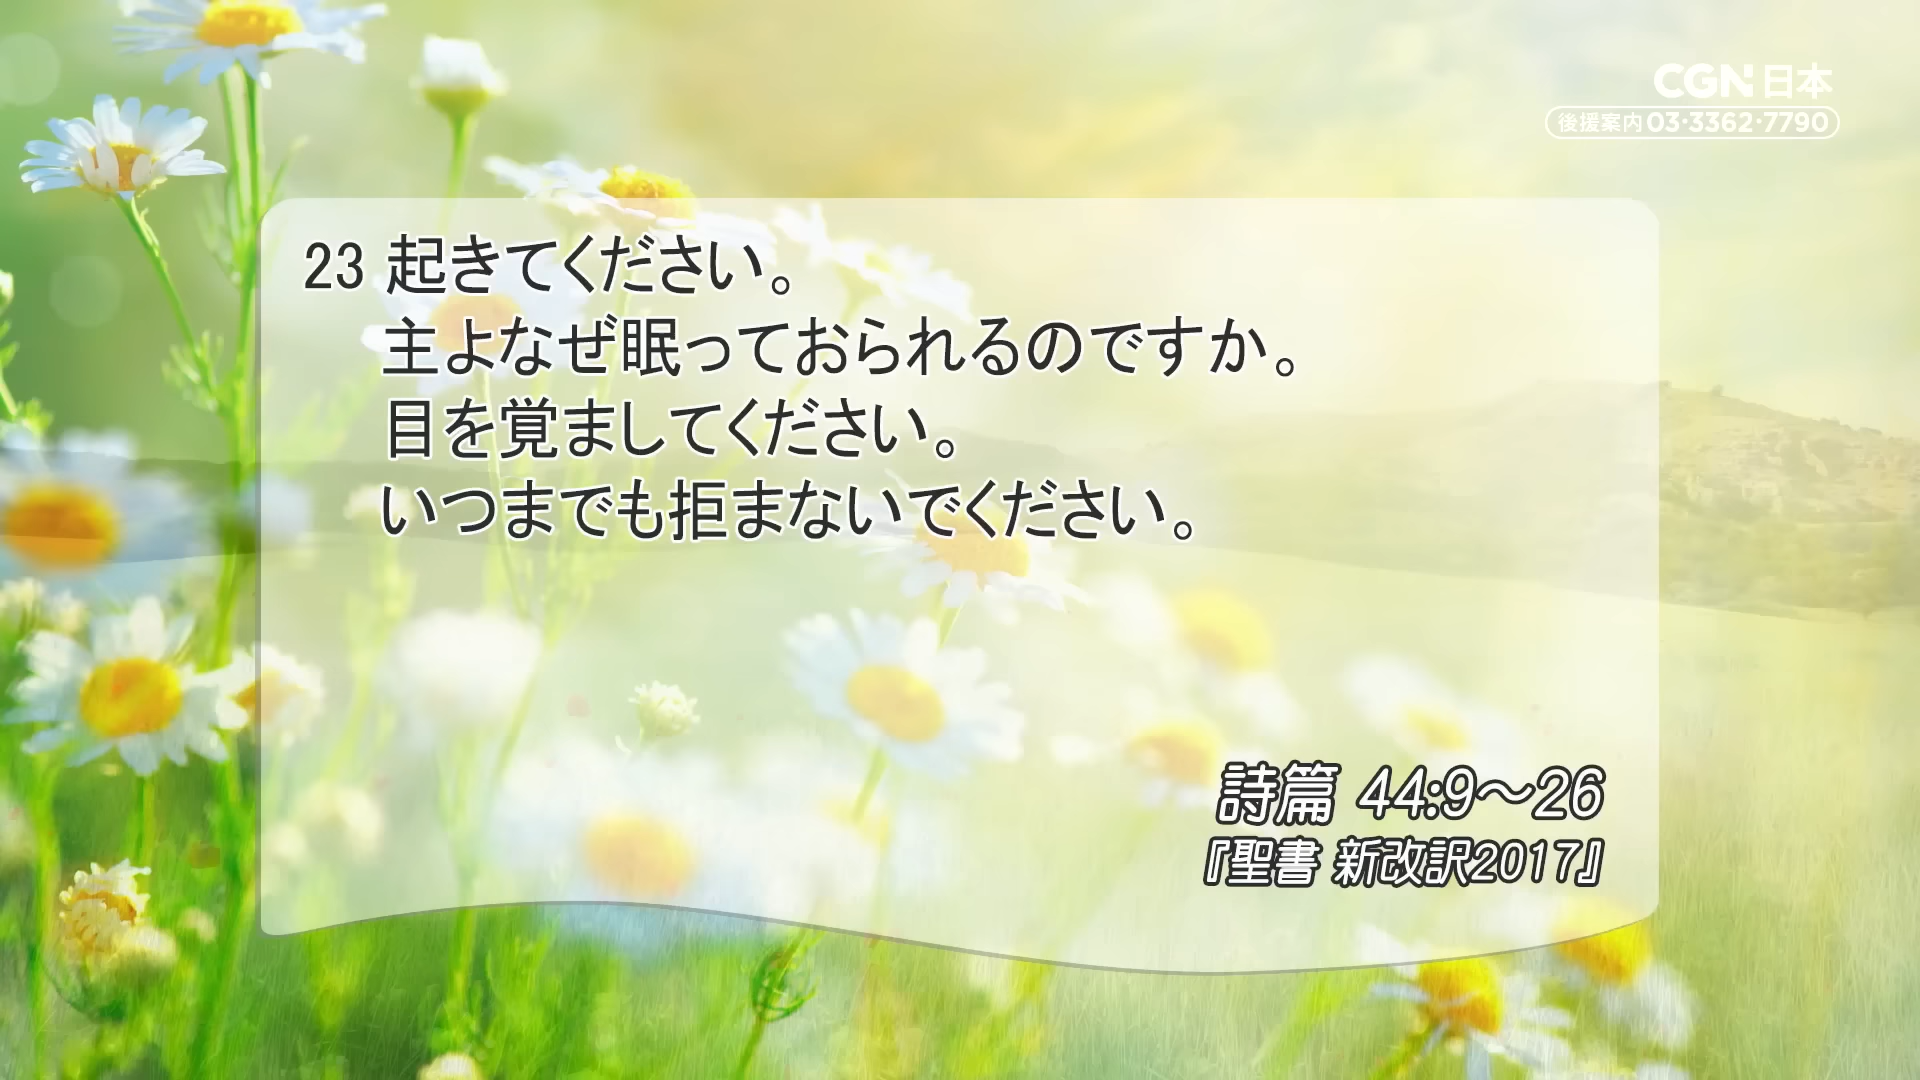 CGN日本
後援案内 03·3362·7790
23 起きてください。
主よなぜ眠っておられるのですか。
目を覚ましてください。
いつまでも拒まないでください。
詩篇 44:9〜26
『聖書 新改訳2017』